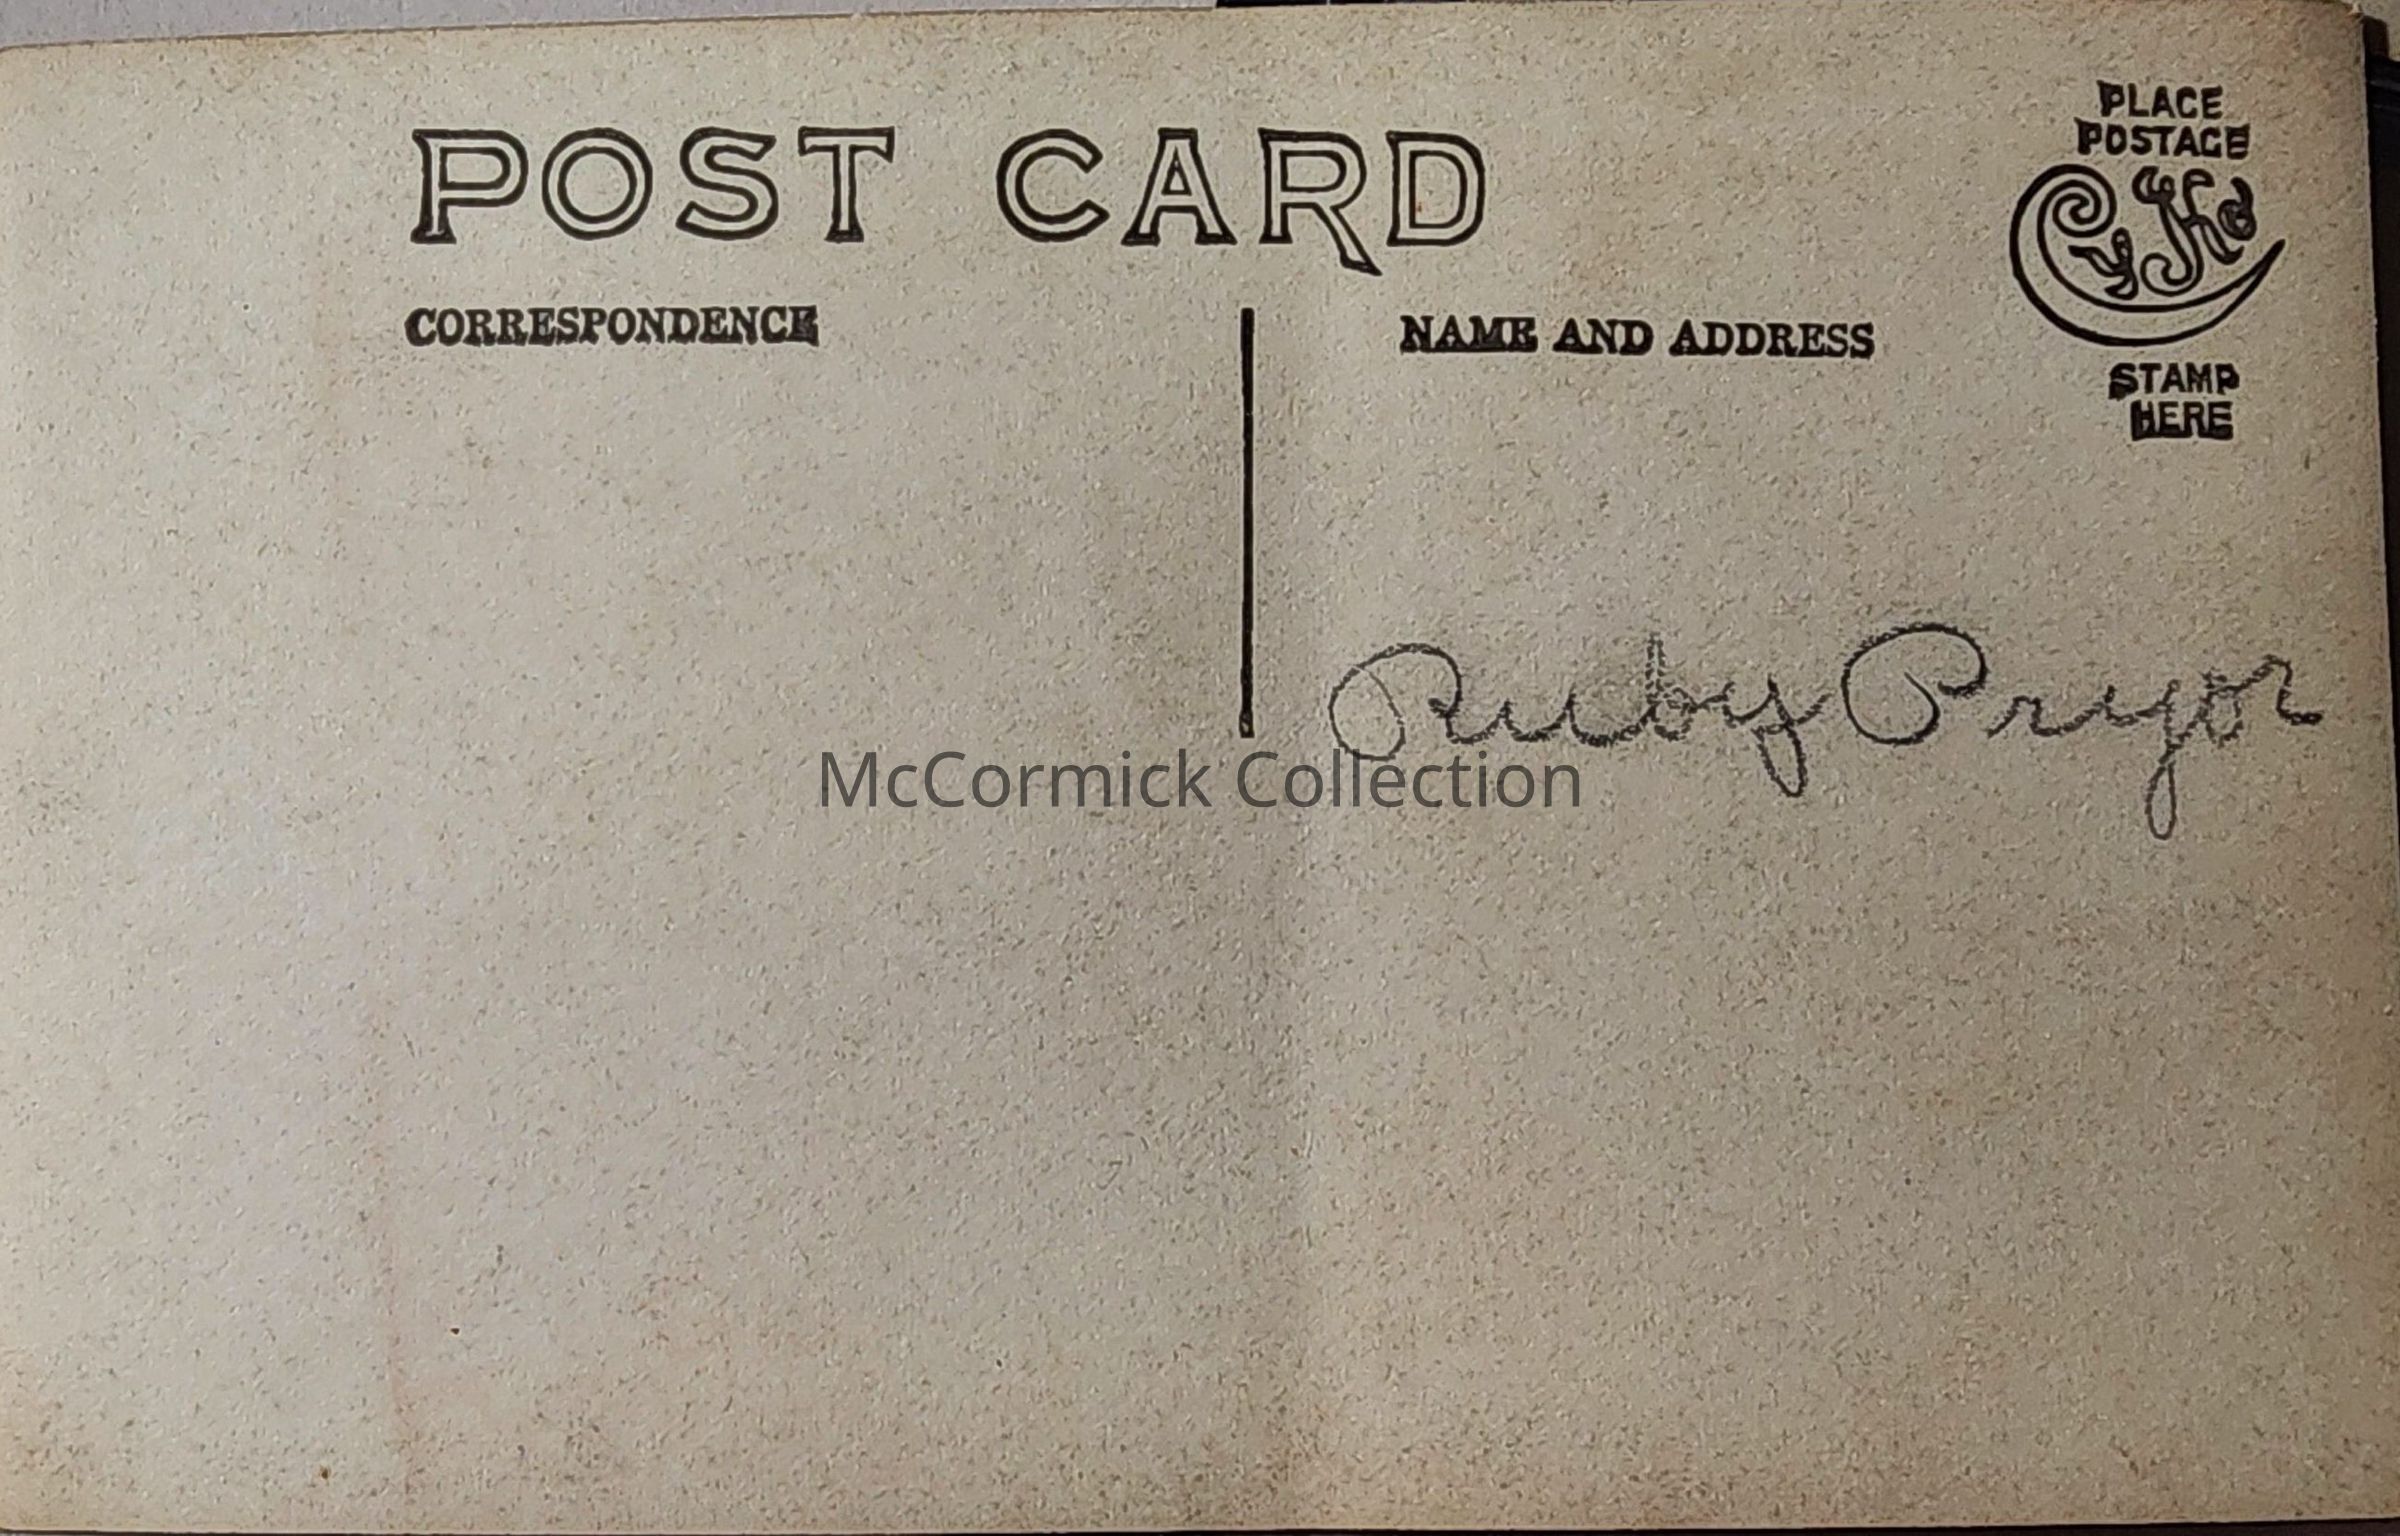 POST CARD
CORRESPONDENCE
NAME AND ADDRESS
PLACE
POSTAGE
STAMP
HERE
Ruby Pryor
McCormick Collection